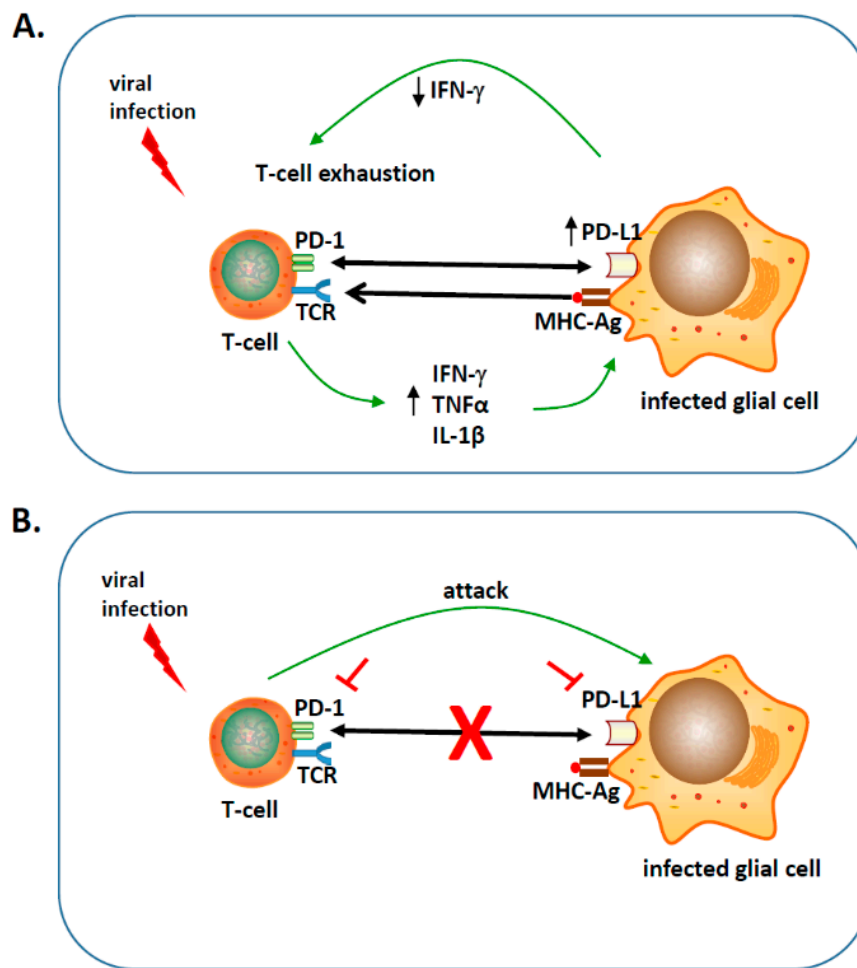 A.
viral
infection
↓ IFN-γ
T-cell exhaustion
PD-1
↑ PD-L1
TCR
MHC-Ag
T-cell
IFN-γ
↑ TNFα
IL-1β
infected glial cell
B.
viral
infection
attack
PD-1
PD-L1
X
TCR
MHC-Ag
T-cell
infected glial cell